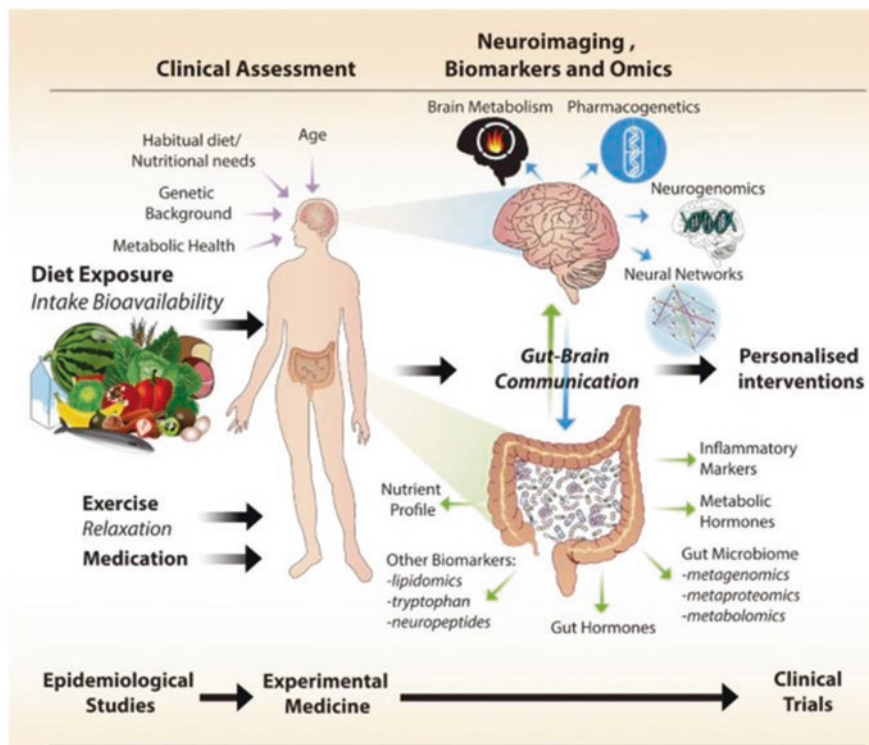 Clinical Assessment
Neuroimaging ,
Biomarkers and Omics
Brain Metabolism
Pharmacogenetics
Habitual diet/
Nutritional needs
Age
Genetic
Background
Metabolic Health
Neurogenomics
Neural Networks
Diet Exposure
Intake Bioavailability
Gut-Brain
Communication
Personalised
interventions
Exercise
Relaxation
Medication
Nutrient
Profile
Inflammatory
Markers
Metabolic
Hormones
Other Biomarkers:
-lipidomics
-tryptophan
-neuropeptides
Gut Hormones
Gut Microbiome
-metagenomics
-metaproteomics
-metabolomics
Epidemiological
Studies
Experimental
Medicine
Clinical
Trials